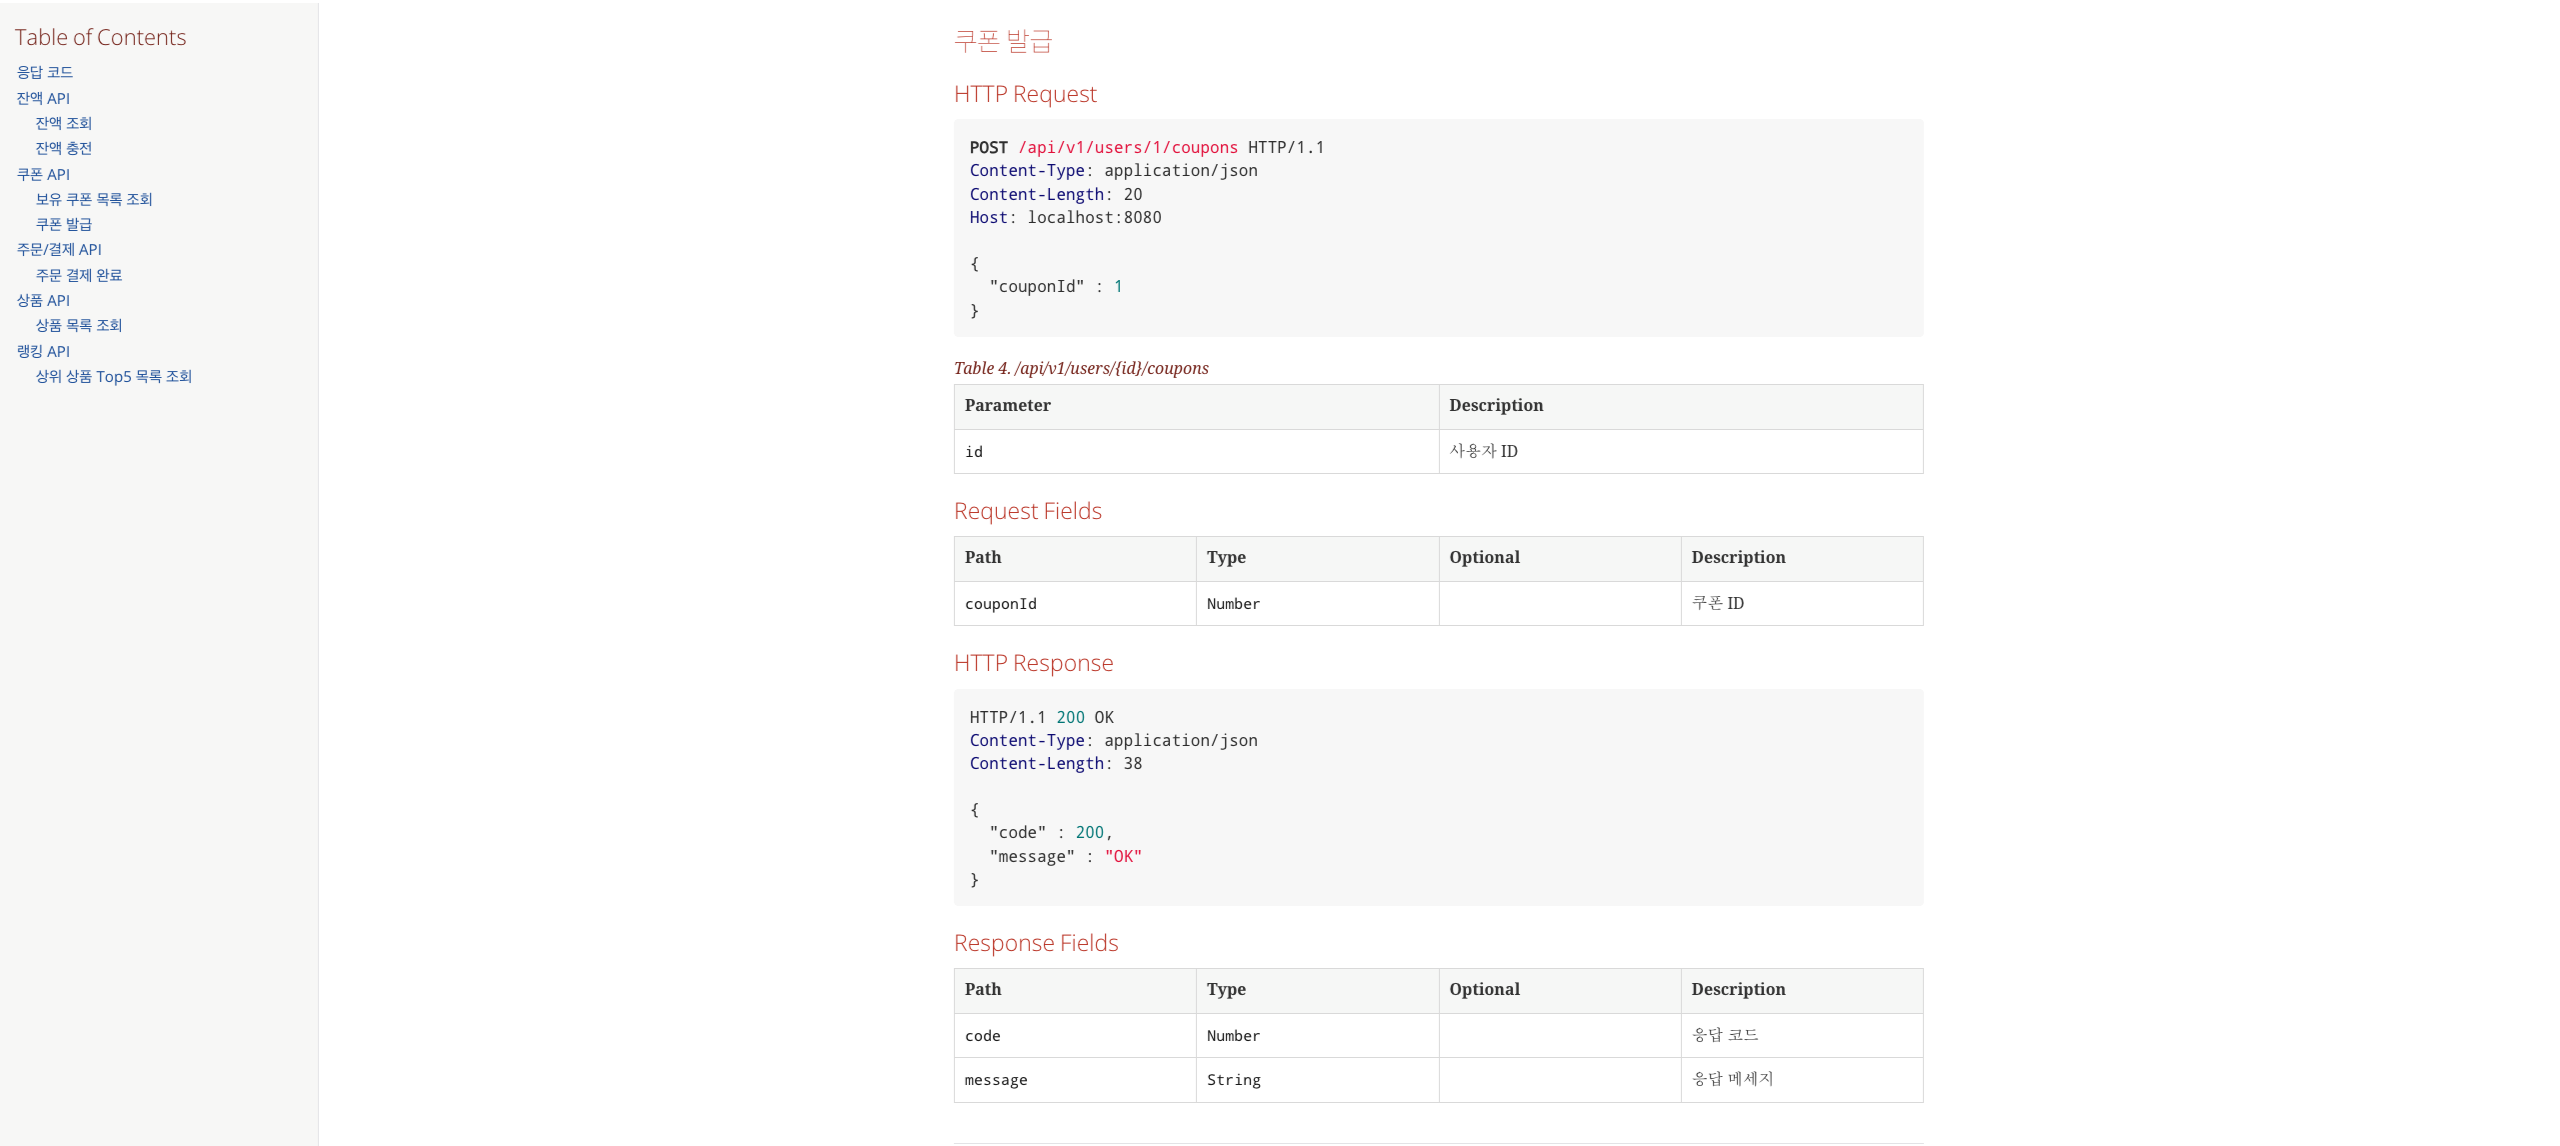 Table of Contents
응답 코드
잔액 API
잔액 조회
잔액 충전
쿠폰 API
보유 쿠폰 목록 조회
쿠폰 발급
주문/결제 API
주문 결제 완료
상품 API
상품 목록 조회
랭킹 API
상위 상품 Top5 목록 조회
쿠폰 발급
HTTP Request
POST /api/v1/users/1/coupons HTTP/1.1
Content-Type: application/json
Content-Length: 20
Host: localhost:8080
{
  "couponId" : 1
}
Table 4. /api/v1/users/{id}/coupons
Parameter Description
id 사용자 ID
Request Fields
Path Type Optional Description
couponId Number 쿠폰 ID
HTTP Response
HTTP/1.1 200 OK
Content-Type: application/json
Content-Length: 38
{
  "code" : 200,
  "message" : "OK"
}
Response Fields
Path Type Optional Description
code Number 응답 코드
message String 응답 메세지